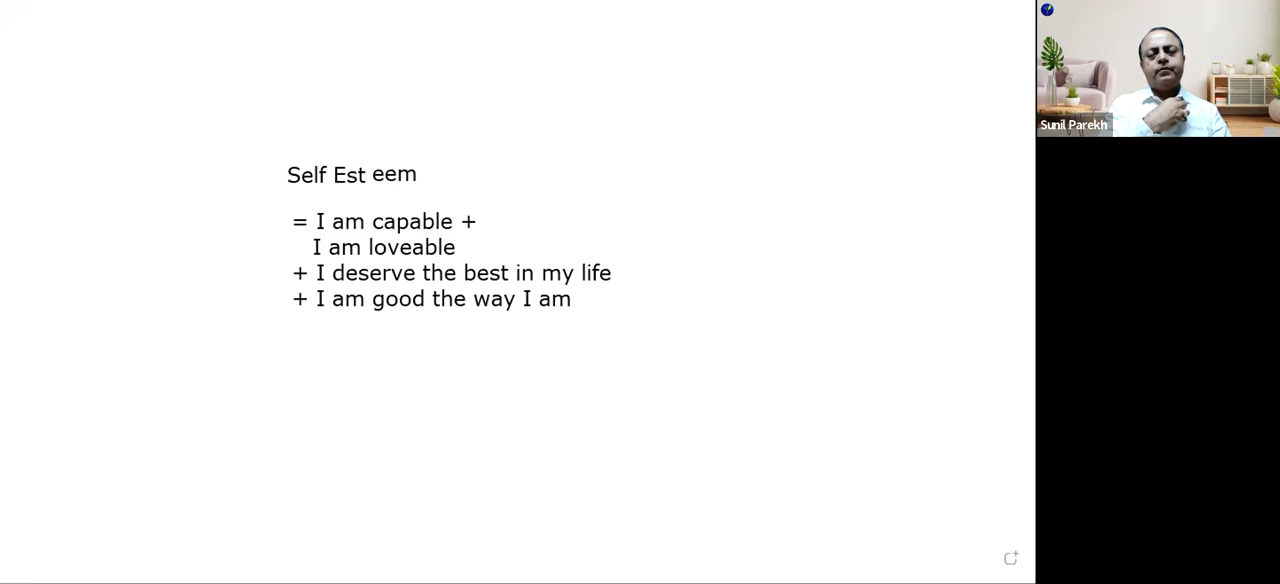 Self Est eem
= I am capable +
I am loveable
+ I deserve the best in my life
+ I am good the way I am
Sunil Parekh